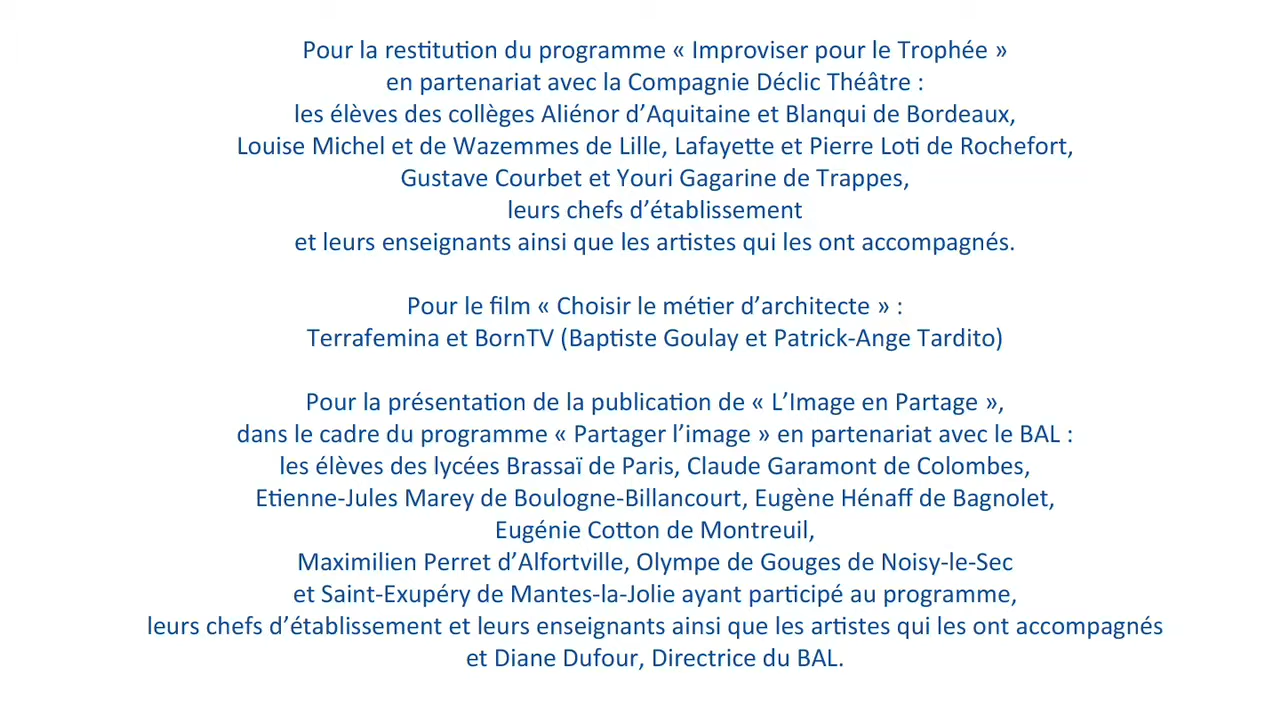 Pour la restitution du programme « Improviser pour le Trophée »
en partenariat avec la Compagnie Déclic Théâtre :
les élèves des collèges Aliénor d’Aquitaine et Blanqui de Bordeaux,
Louise Michel et de Wazemmes de Lille, Lafayette et Pierre Loti de Rochefort,
Gustave Courbet et Youri Gagarine de Trappes,
leurs chefs d’établissement
et leurs enseignants ainsi que les artistes qui les ont accompagnés.
Pour le film « Choisir le métier d’architecte » :
Terrafemina et BornTV (Baptiste Goulay et Patrick-Ange Tardito)
Pour la présentation de la publication de « L’Image en Partage »,
dans le cadre du programme « Partager l’image » en partenariat avec le BAL :
les élèves des lycées Brassaï de Paris, Claude Garamont de Colombes,
Etienne-Jules Marey de Boulogne-Billancourt, Eugène Hénaff de Bagnolet,
Eugénie Cotton de Montreuil,
Maximilien Perret d’Alfortville, Olympe de Gouges de Noisy-le-Sec
et Saint-Exupéry de Mantes-la-Jolie ayant participé au programme,
leurs chefs d’établissement et leurs enseignants ainsi que les artistes qui les ont accompagnés
et Diane Dufour, Directrice du BAL.